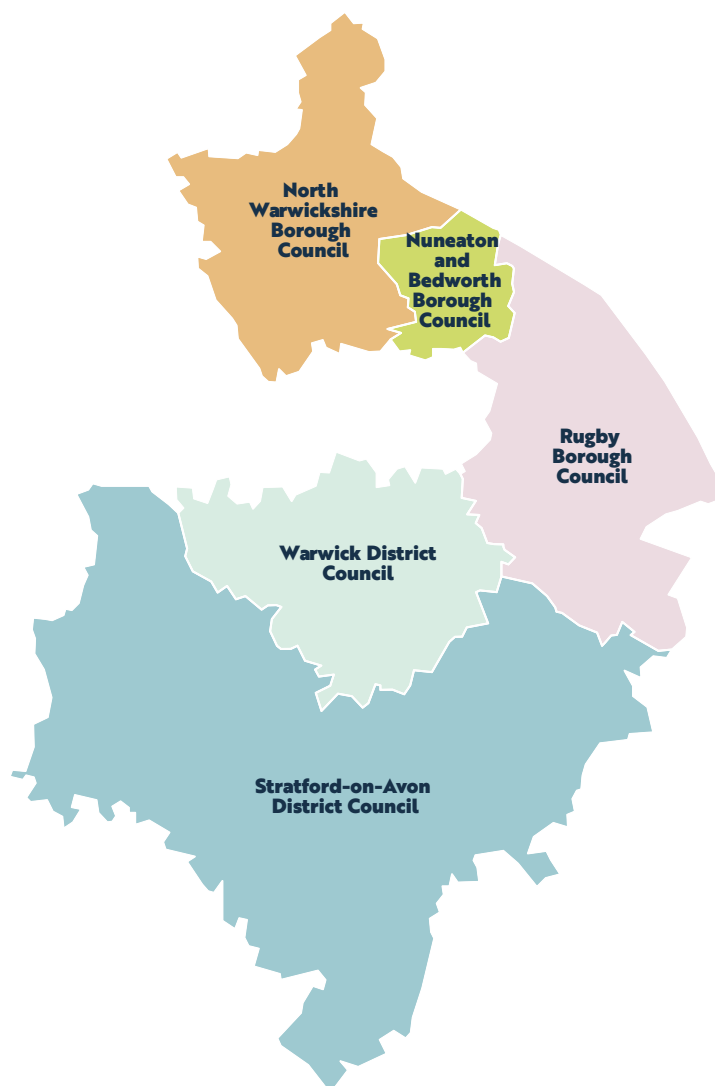 North
Warwickshire
Borough
Council
Nuneaton
and
Bedworth
Borough
Council
Rugby
Borough
Council
Warwick District
Council
Stratford-on-Avon
District Council